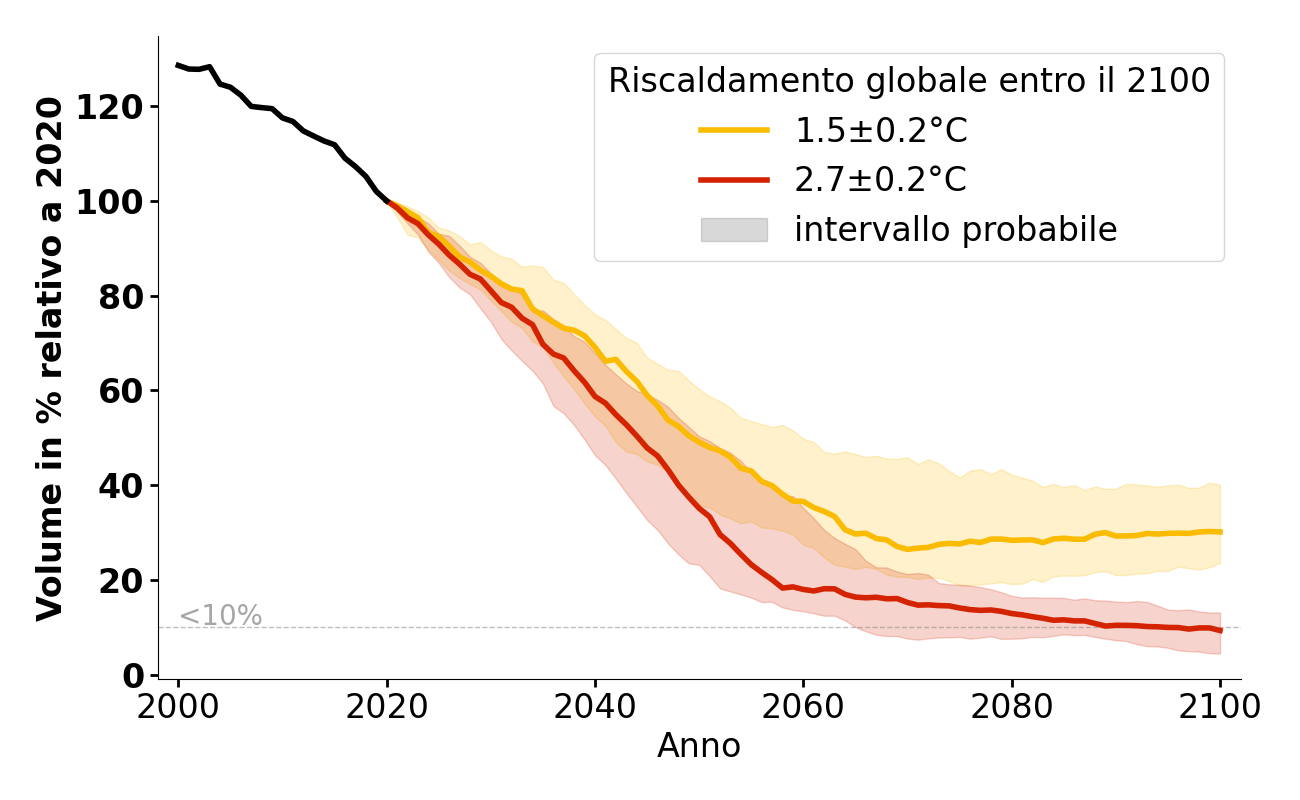 Riscaldamento globale entro il 2100
1.5±0.2°C
2.7±0.2°C
intervallo probabile
Volume in % relativo a 2020
120
100
80
60
40
20
0
<10%
2000
2020
2040
2060
2080
2100
Anno